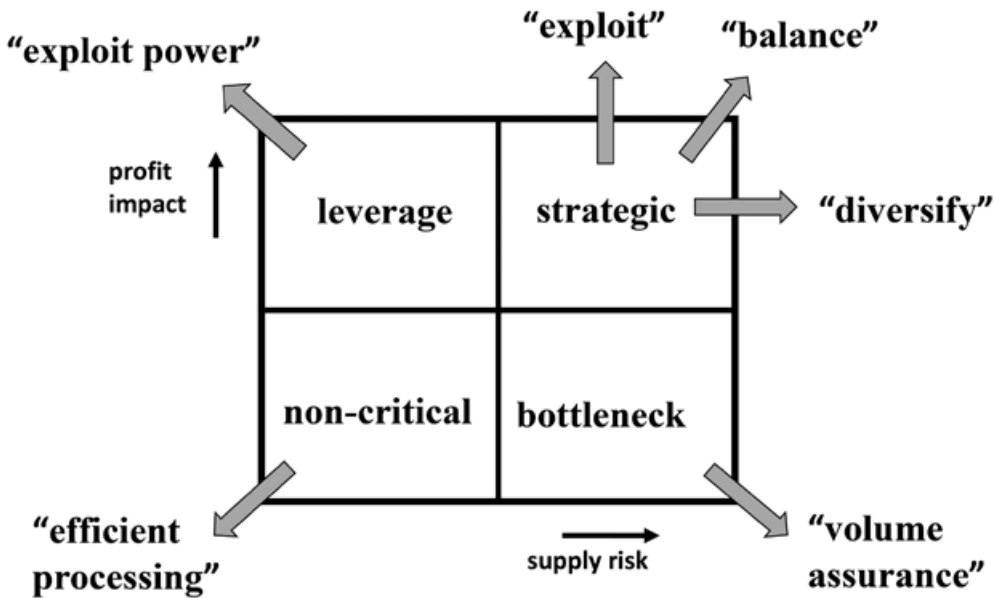 “exploit”
“balance”
“exploit power”
profit
impact
leverage
strategic
“diversify”
non-critical
bottleneck
“efficient
processing”
supply risk
“volume
assurance”